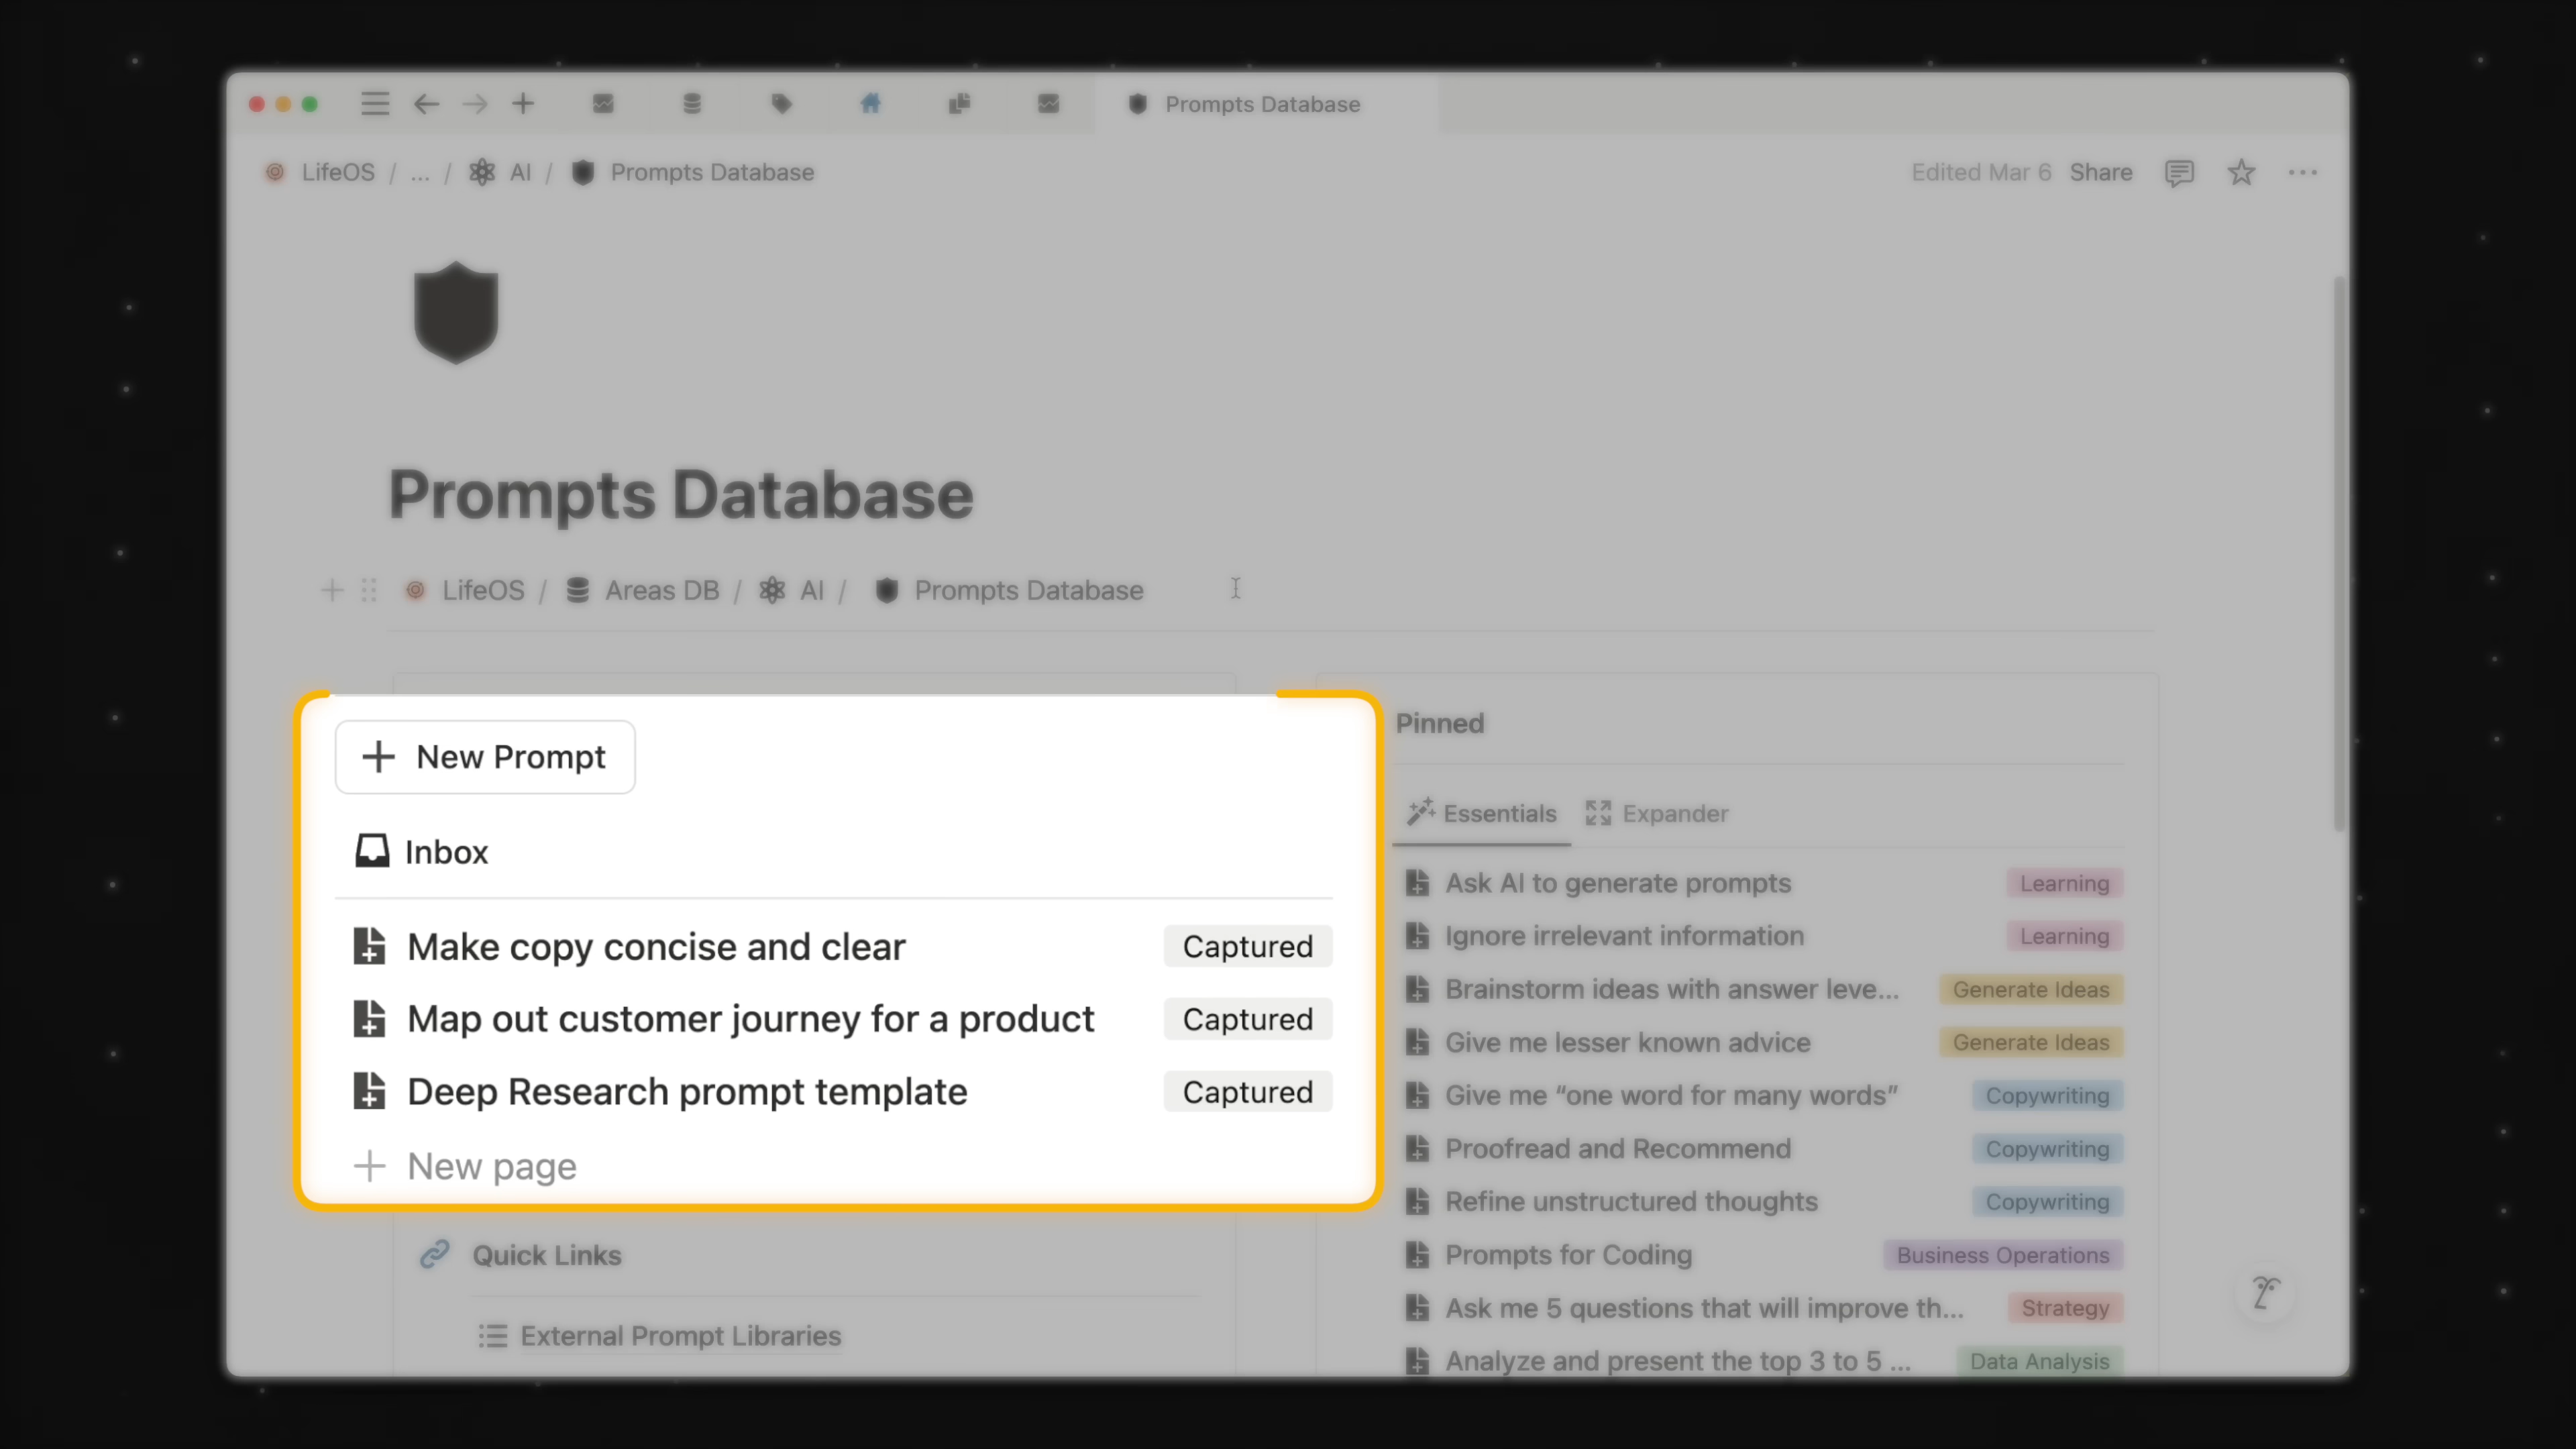 Prompts Database
LifeOS / ... / AI / Prompts Database
Edited Mar 6 Share
Prompts Database
LifeOS / Areas DB / AI / Prompts Database
New Prompt
Inbox
Make copy concise and clear Captured
Map out customer journey for a product Captured
Deep Research prompt template Captured
New page
Quick Links
External Prompt Libraries
Pinned
Essentials Expander
Ask AI to generate prompts Learning
Ignore irrelevant information Learning
Brainstorm ideas with answer leve... Generate Ideas
Give me lesser known advice Generate Ideas
Give me “one word for many words” Copywriting
Proofread and Recommend Copywriting
Refine unstructured thoughts Copywriting
Prompts for Coding Business Operations
Ask me 5 questions that will improve th... Strategy
Analyze and present the top 3 to 5 ... Data Analysis